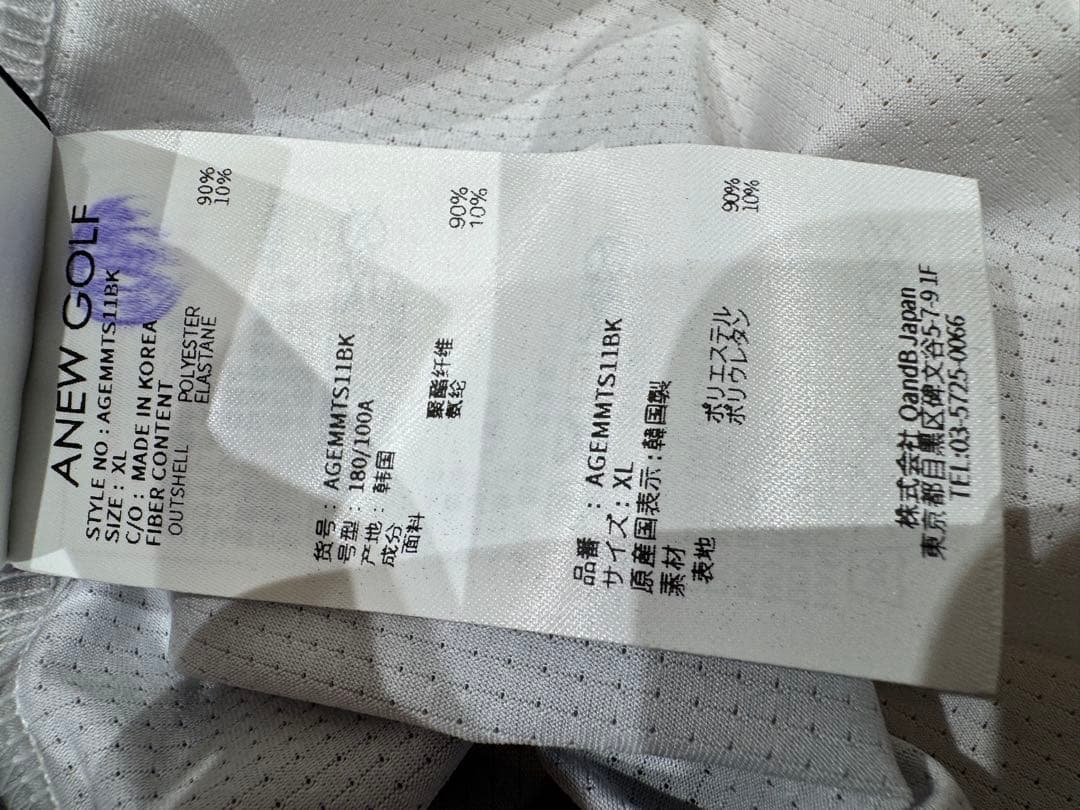 ANEW GOLF
STYLE NO : AGEMMTS11BK
SIZE : XL
C/O : MADE IN KOREA
FIBER CONTENT
OUTSHELL POLYESTER 90%
ELASTANE 10%
货号 : AGEMMTS11BK
号型 : 180/100A
产地 : 韩国
成分
面料 聚酯纤维 90%
氨纶 10%
品番 : AGEMMTS11BK
サイズ : XL
原産国表示 : 韓国製
素材
表地 ポリエステル 90%
ポリウレタン 10%
株式会社 QandB Japan
東京都目黒区碑文谷5-7-9 1F
TEL:03-5725-0066